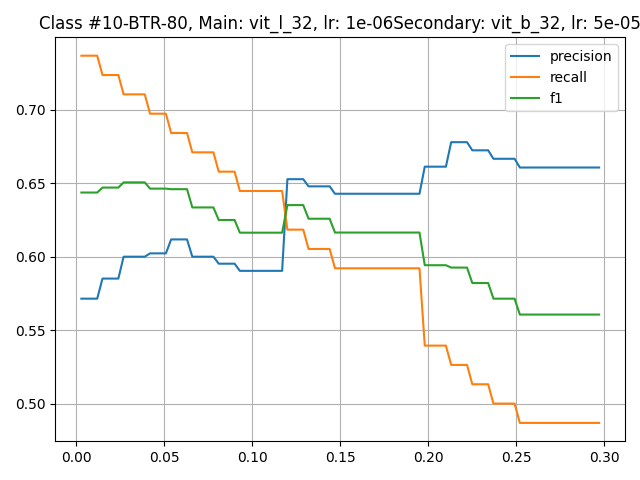 Class #10-BTR-80, Main: vit_l_32, lr: 1e-06Secondary: vit_b_32, lr: 5e-05
precision
recall
f1
0.70
0.65
0.60
0.55
0.50
0.00 0.05 0.10 0.15 0.20 0.25 0.30